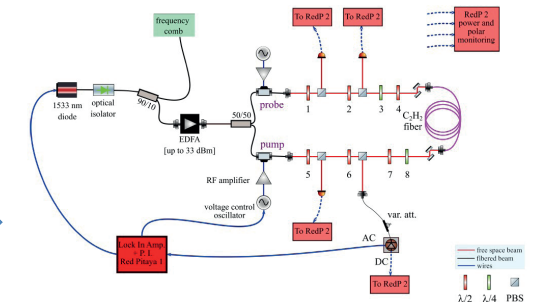 frequency
comb
To RedP 2
To RedP 2
RedP 2
power and
polar
monitoring
1533 nm
diode
optical
isolator
90/10
EDFA
[up to 33 dBm]
50/50
probe
1
2
3
4
C₂H₂
fiber
pump
5
6
7
8
RF amplifier
voltage control
oscillator
To RedP 2
var. att.
Lock In Amp.
+ P. I.
Red Pitaya 1
AC
DC
To RedP 2
free space beam
fibered beam
wires
λ/2
λ/4
PBS